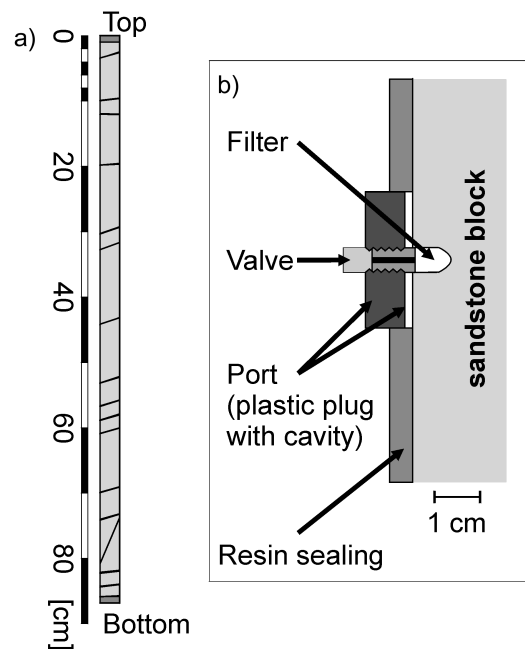 a)
Top
0
20
40
60
80
[cm]
Bottom
b)
Filter
Valve
Port
(plastic plug
with cavity)
Resin sealing
sandstone block
1 cm